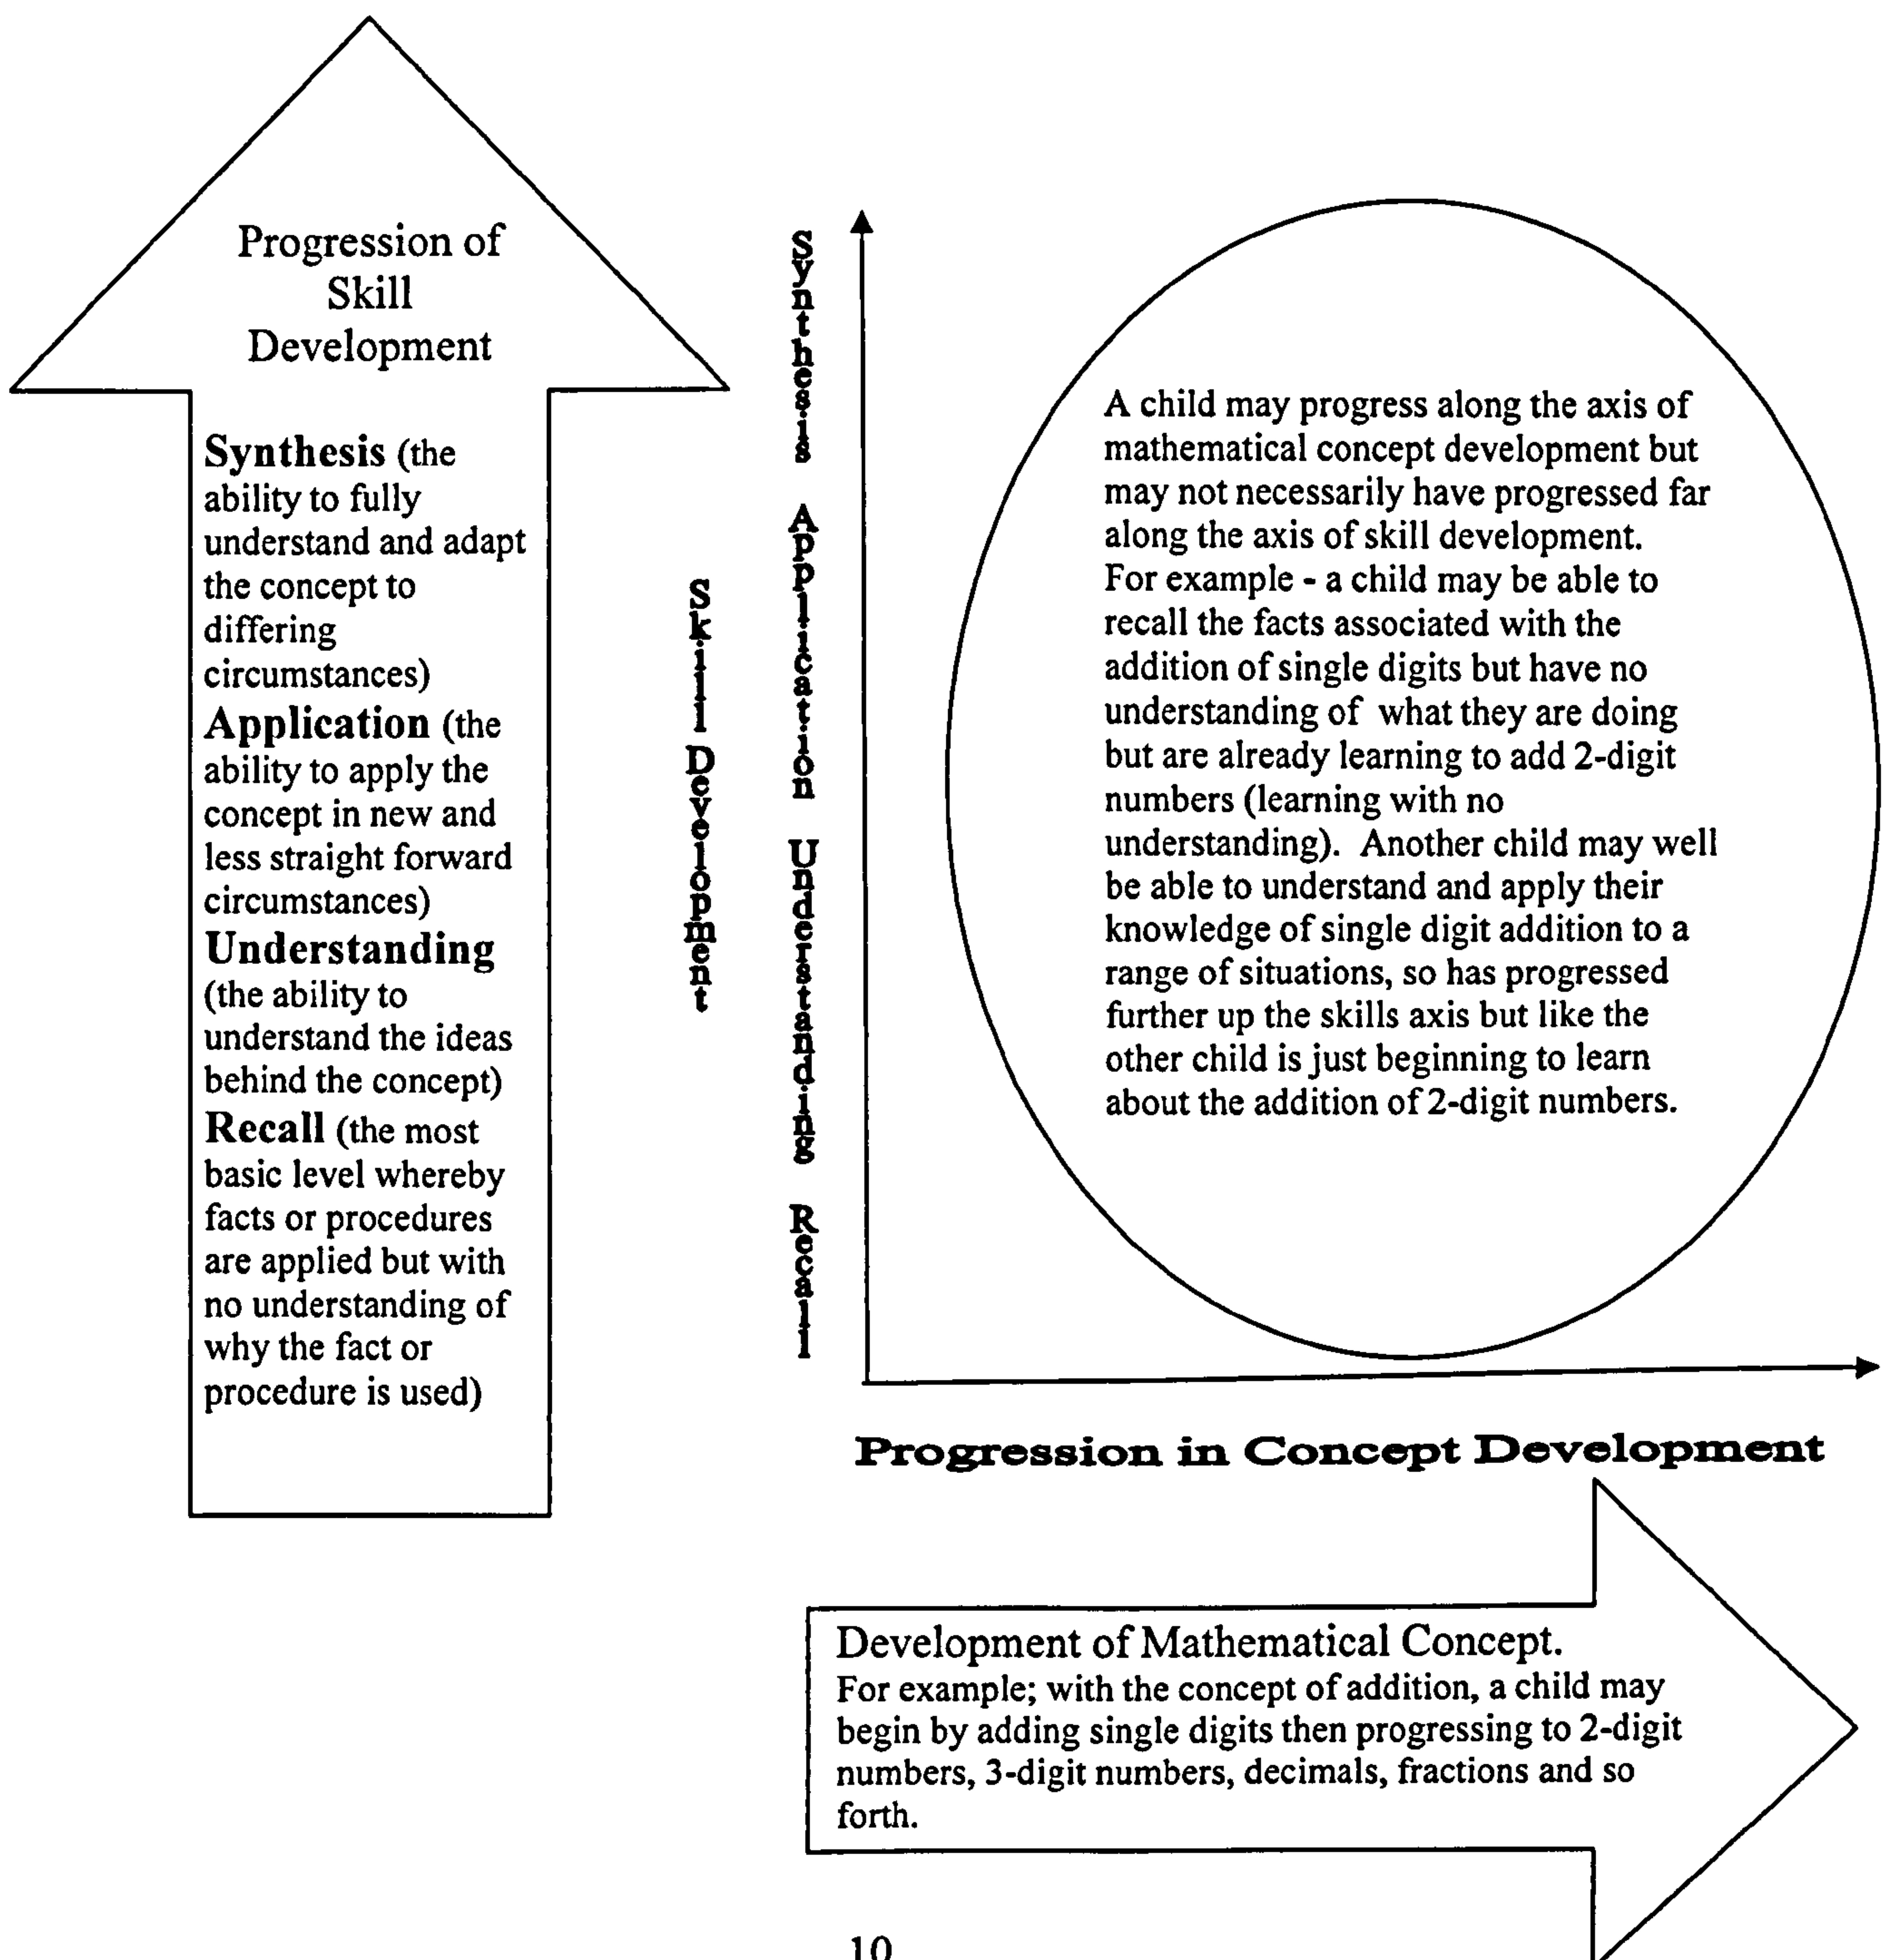 Progression of
Skill
Development
Synthesis (the
ability to fully
understand and adapt
the concept to
differing
circumstances)
Application (the
ability to apply the
concept in new and
less straight forward
circumstances)
Understanding
(the ability to
understand the ideas
behind the concept)
Recall (the most
basic level whereby
facts or procedures
are applied but with
no understanding of
why the fact or
procedure is used)
Skill Development
Synthesis Application Understanding Recall
A child may progress along the axis of
mathematical concept development but
may not necessarily have progressed far
along the axis of skill development.
For example - a child may be able to
recall the facts associated with the
addition of single digits but have no
understanding of what they are doing
but are already learning to add 2-digit
numbers (learning with no
understanding). Another child may well
be able to understand and apply their
knowledge of single digit addition to a
range of situations, so has progressed
further up the skills axis but like the
other child is just beginning to learn
about the addition of 2-digit numbers.
Progression in Concept Development
Development of Mathematical Concept.
For example; with the concept of addition, a child may
begin by adding single digits then progressing to 2-digit
numbers, 3-digit numbers, decimals, fractions and so
forth.
10